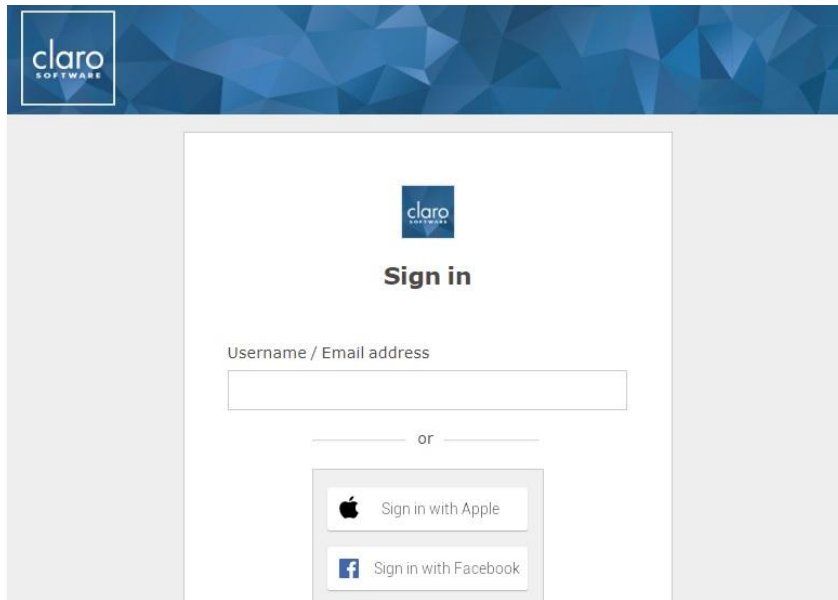 claro
SOFTWARE
claro
SOFTWARE
Sign in
Username / Email address
or
Sign in with Apple
Sign in with Facebook